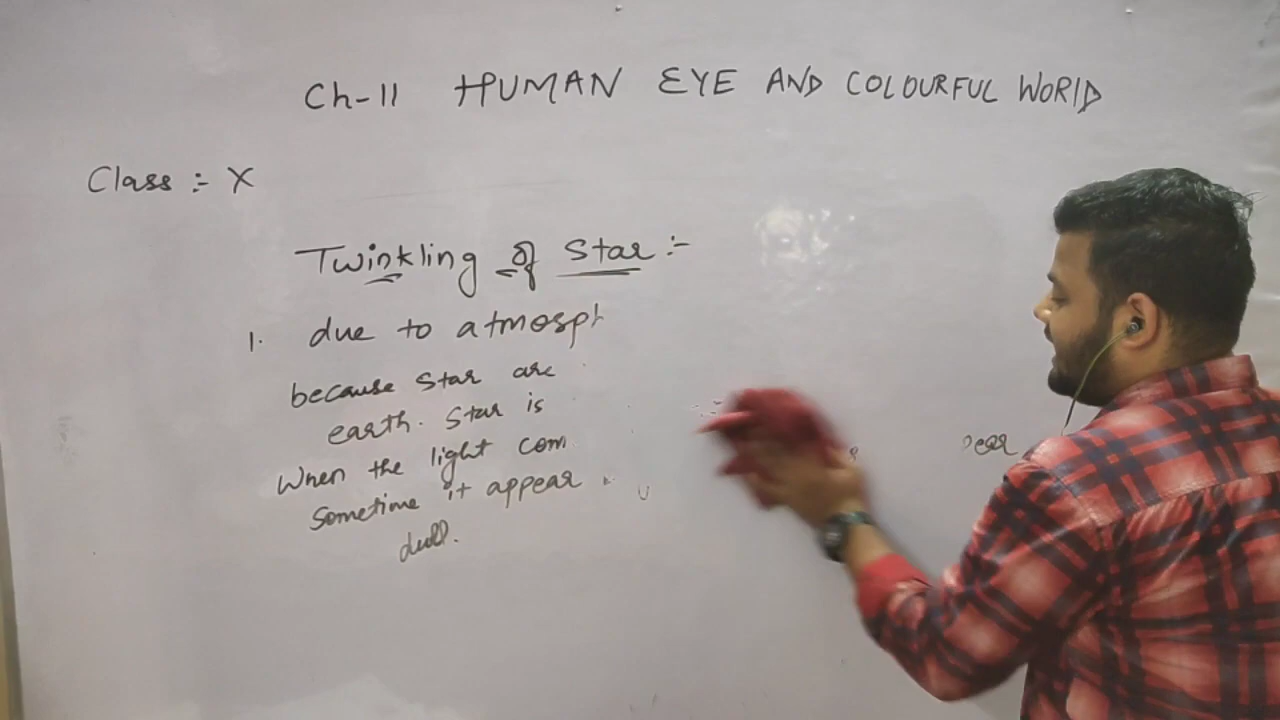 Ch-11 HUMAN EYE AND COLOURFUL WORLD
Class :- X
Twinkling of Star :-
1. due to atmosph
because Star are
earth. Star is
When the light com
Sometime it appear
dull.